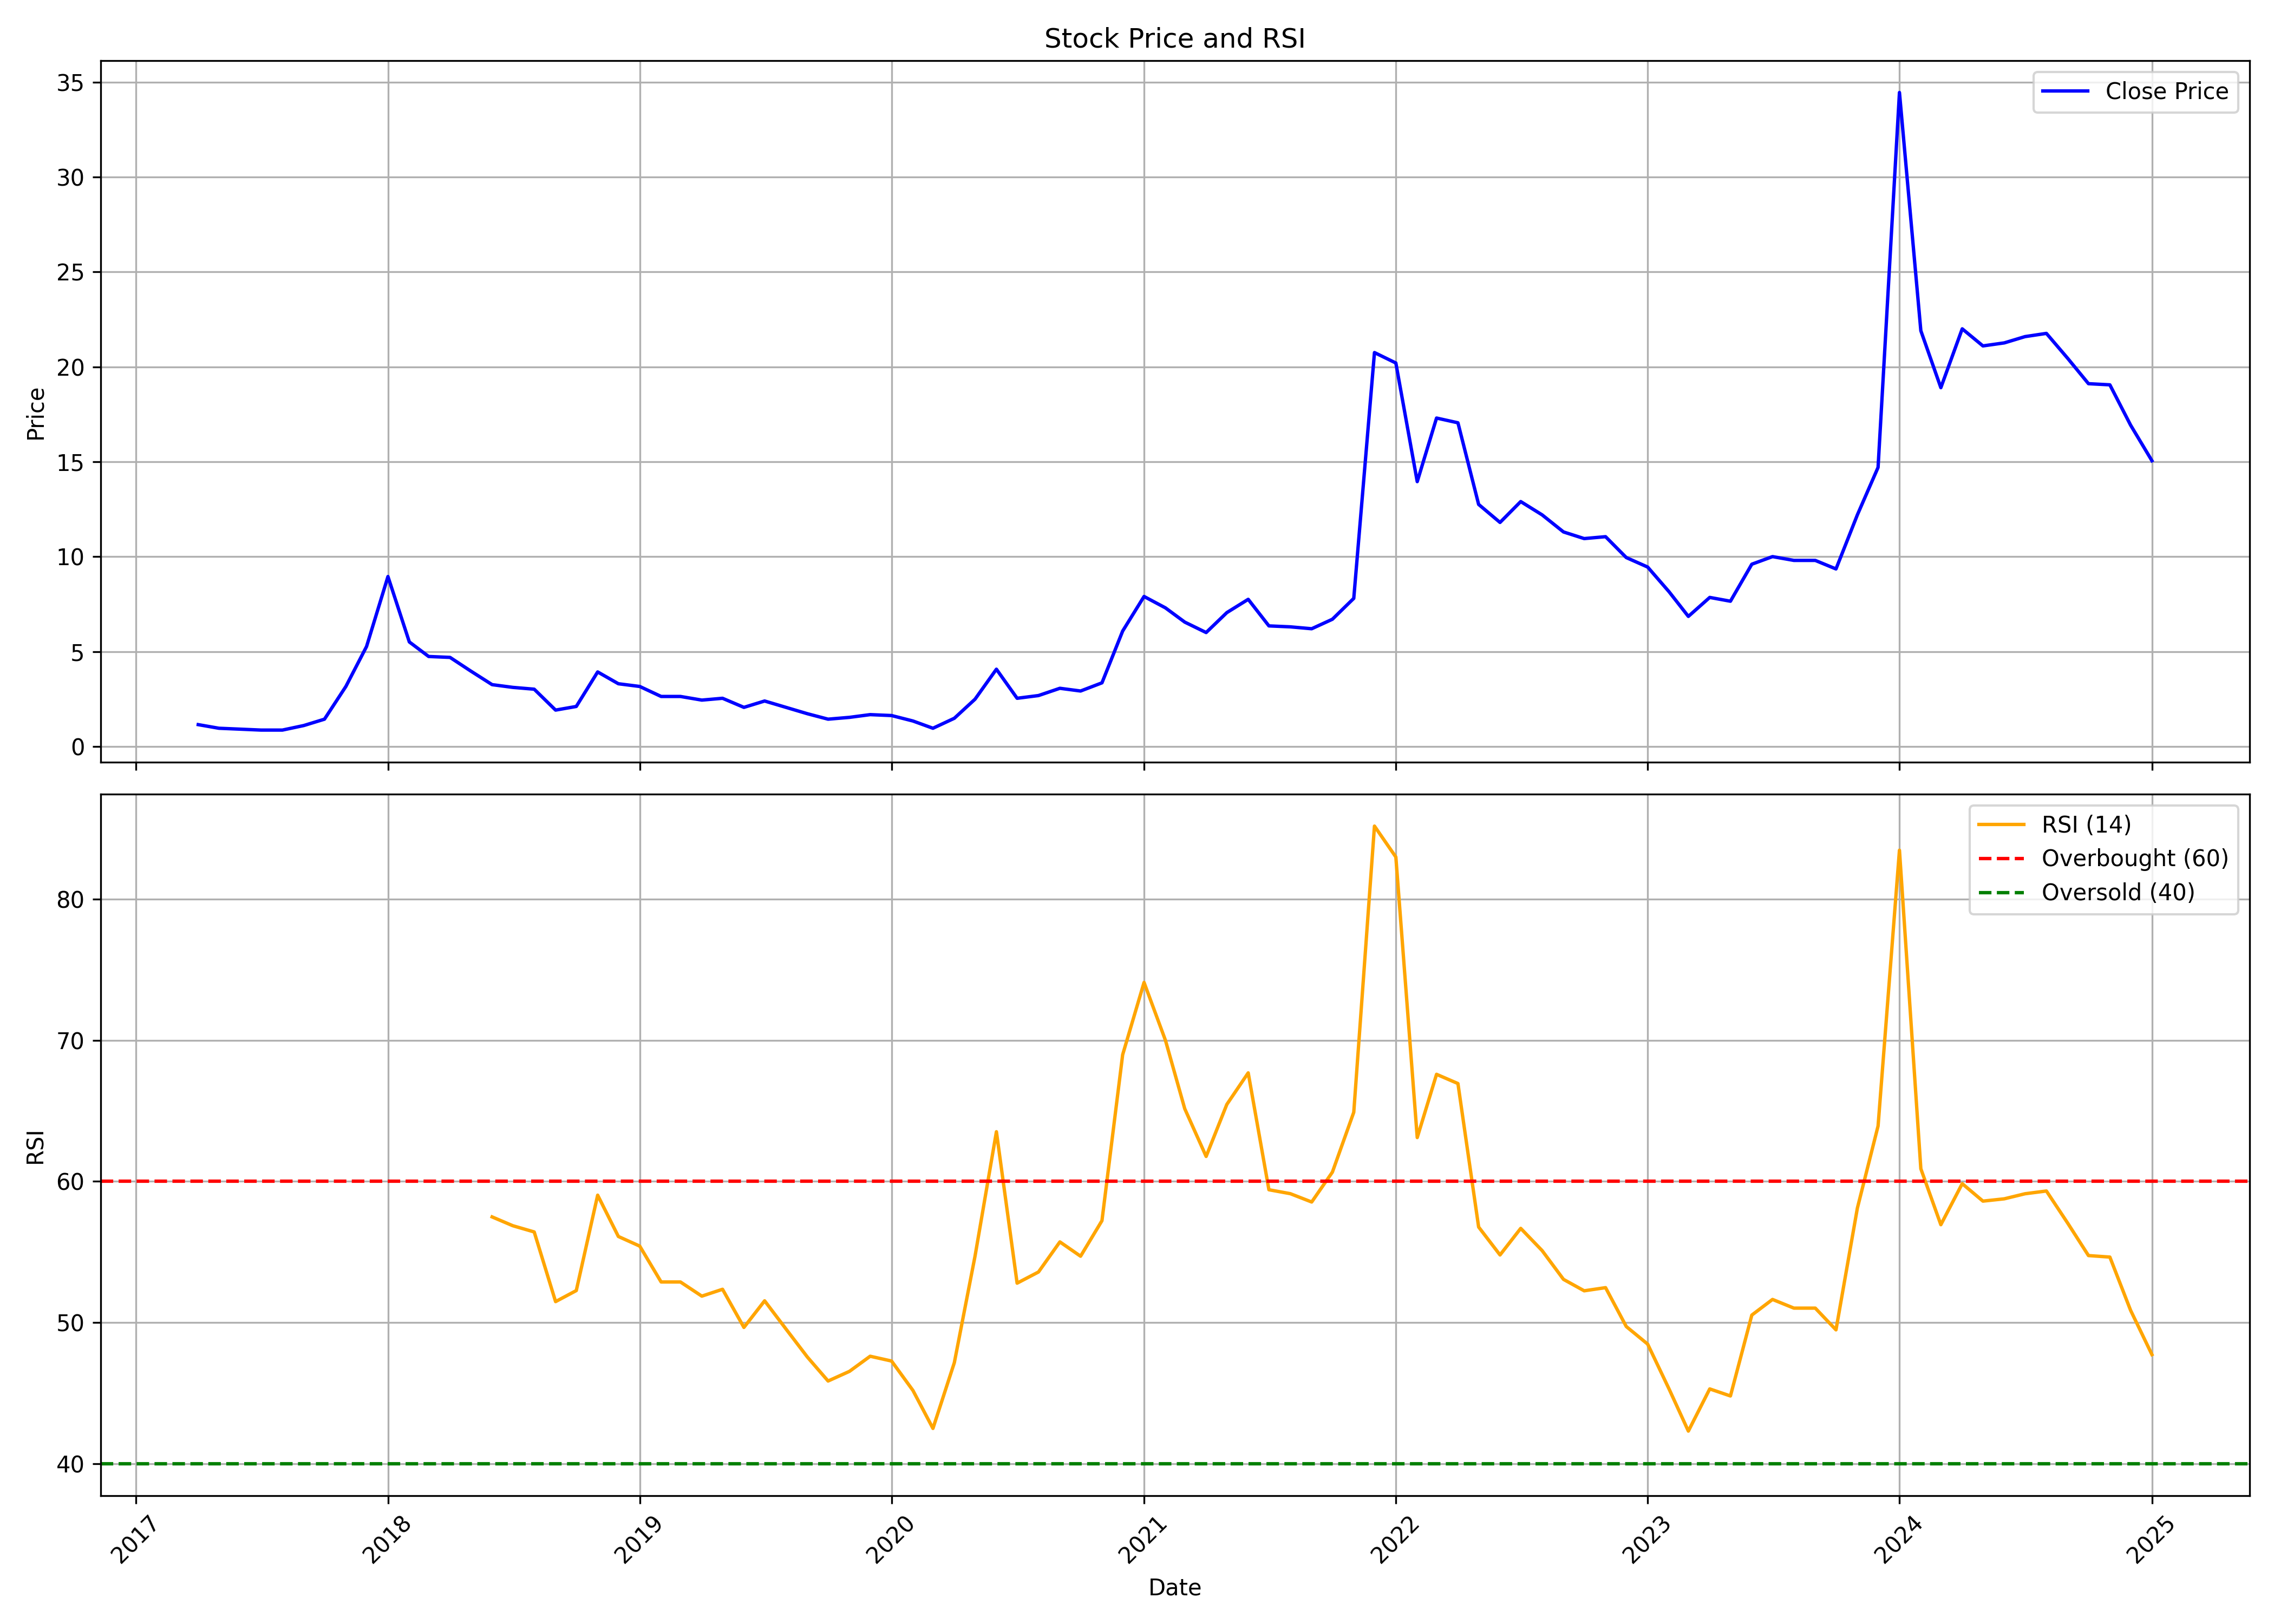 Stock Price and RSI
Close Price
35
30
25
20
15
10
5
0
Price
RSI (14)
Overbought (60)
Oversold (40)
80
70
60
50
40
RSI
2017 2018 2019 2020 2021 2022 2023 2024 2025
Date